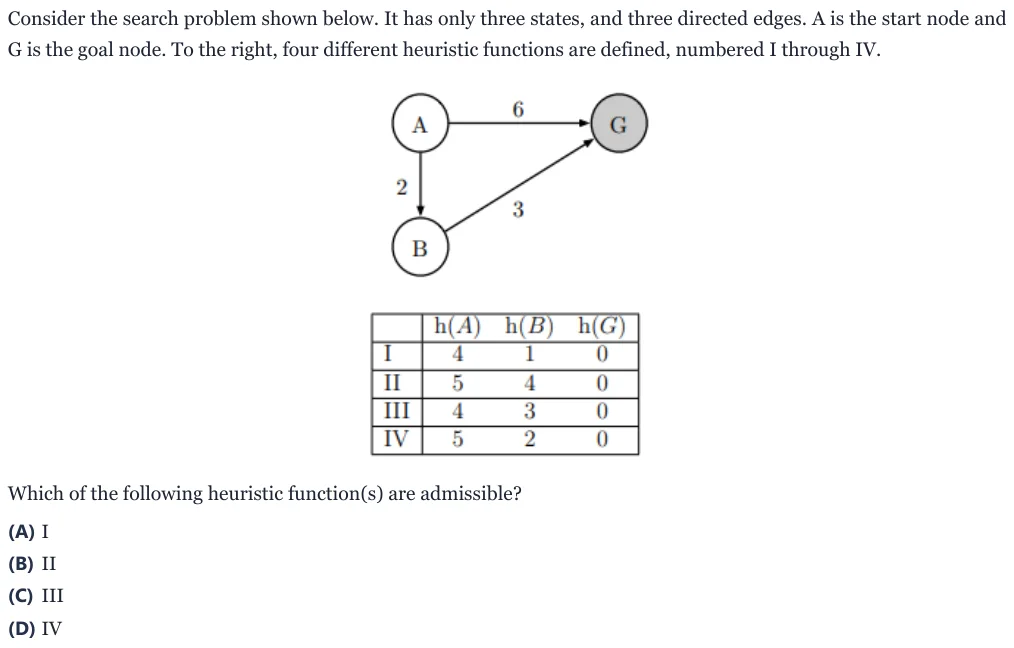 Consider the search problem shown below. It has only three states, and three directed edges. A is the start node and
G is the goal node. To the right, four different heuristic functions are defined, numbered I through IV.
6
A
G
2
3
B
h(A) h(B) h(G)
I 4 1 0
II 5 4 0
III 4 3 0
IV 5 2 0
Which of the following heuristic function(s) are admissible?
(A) I
(B) II
(C) III
(D) IV